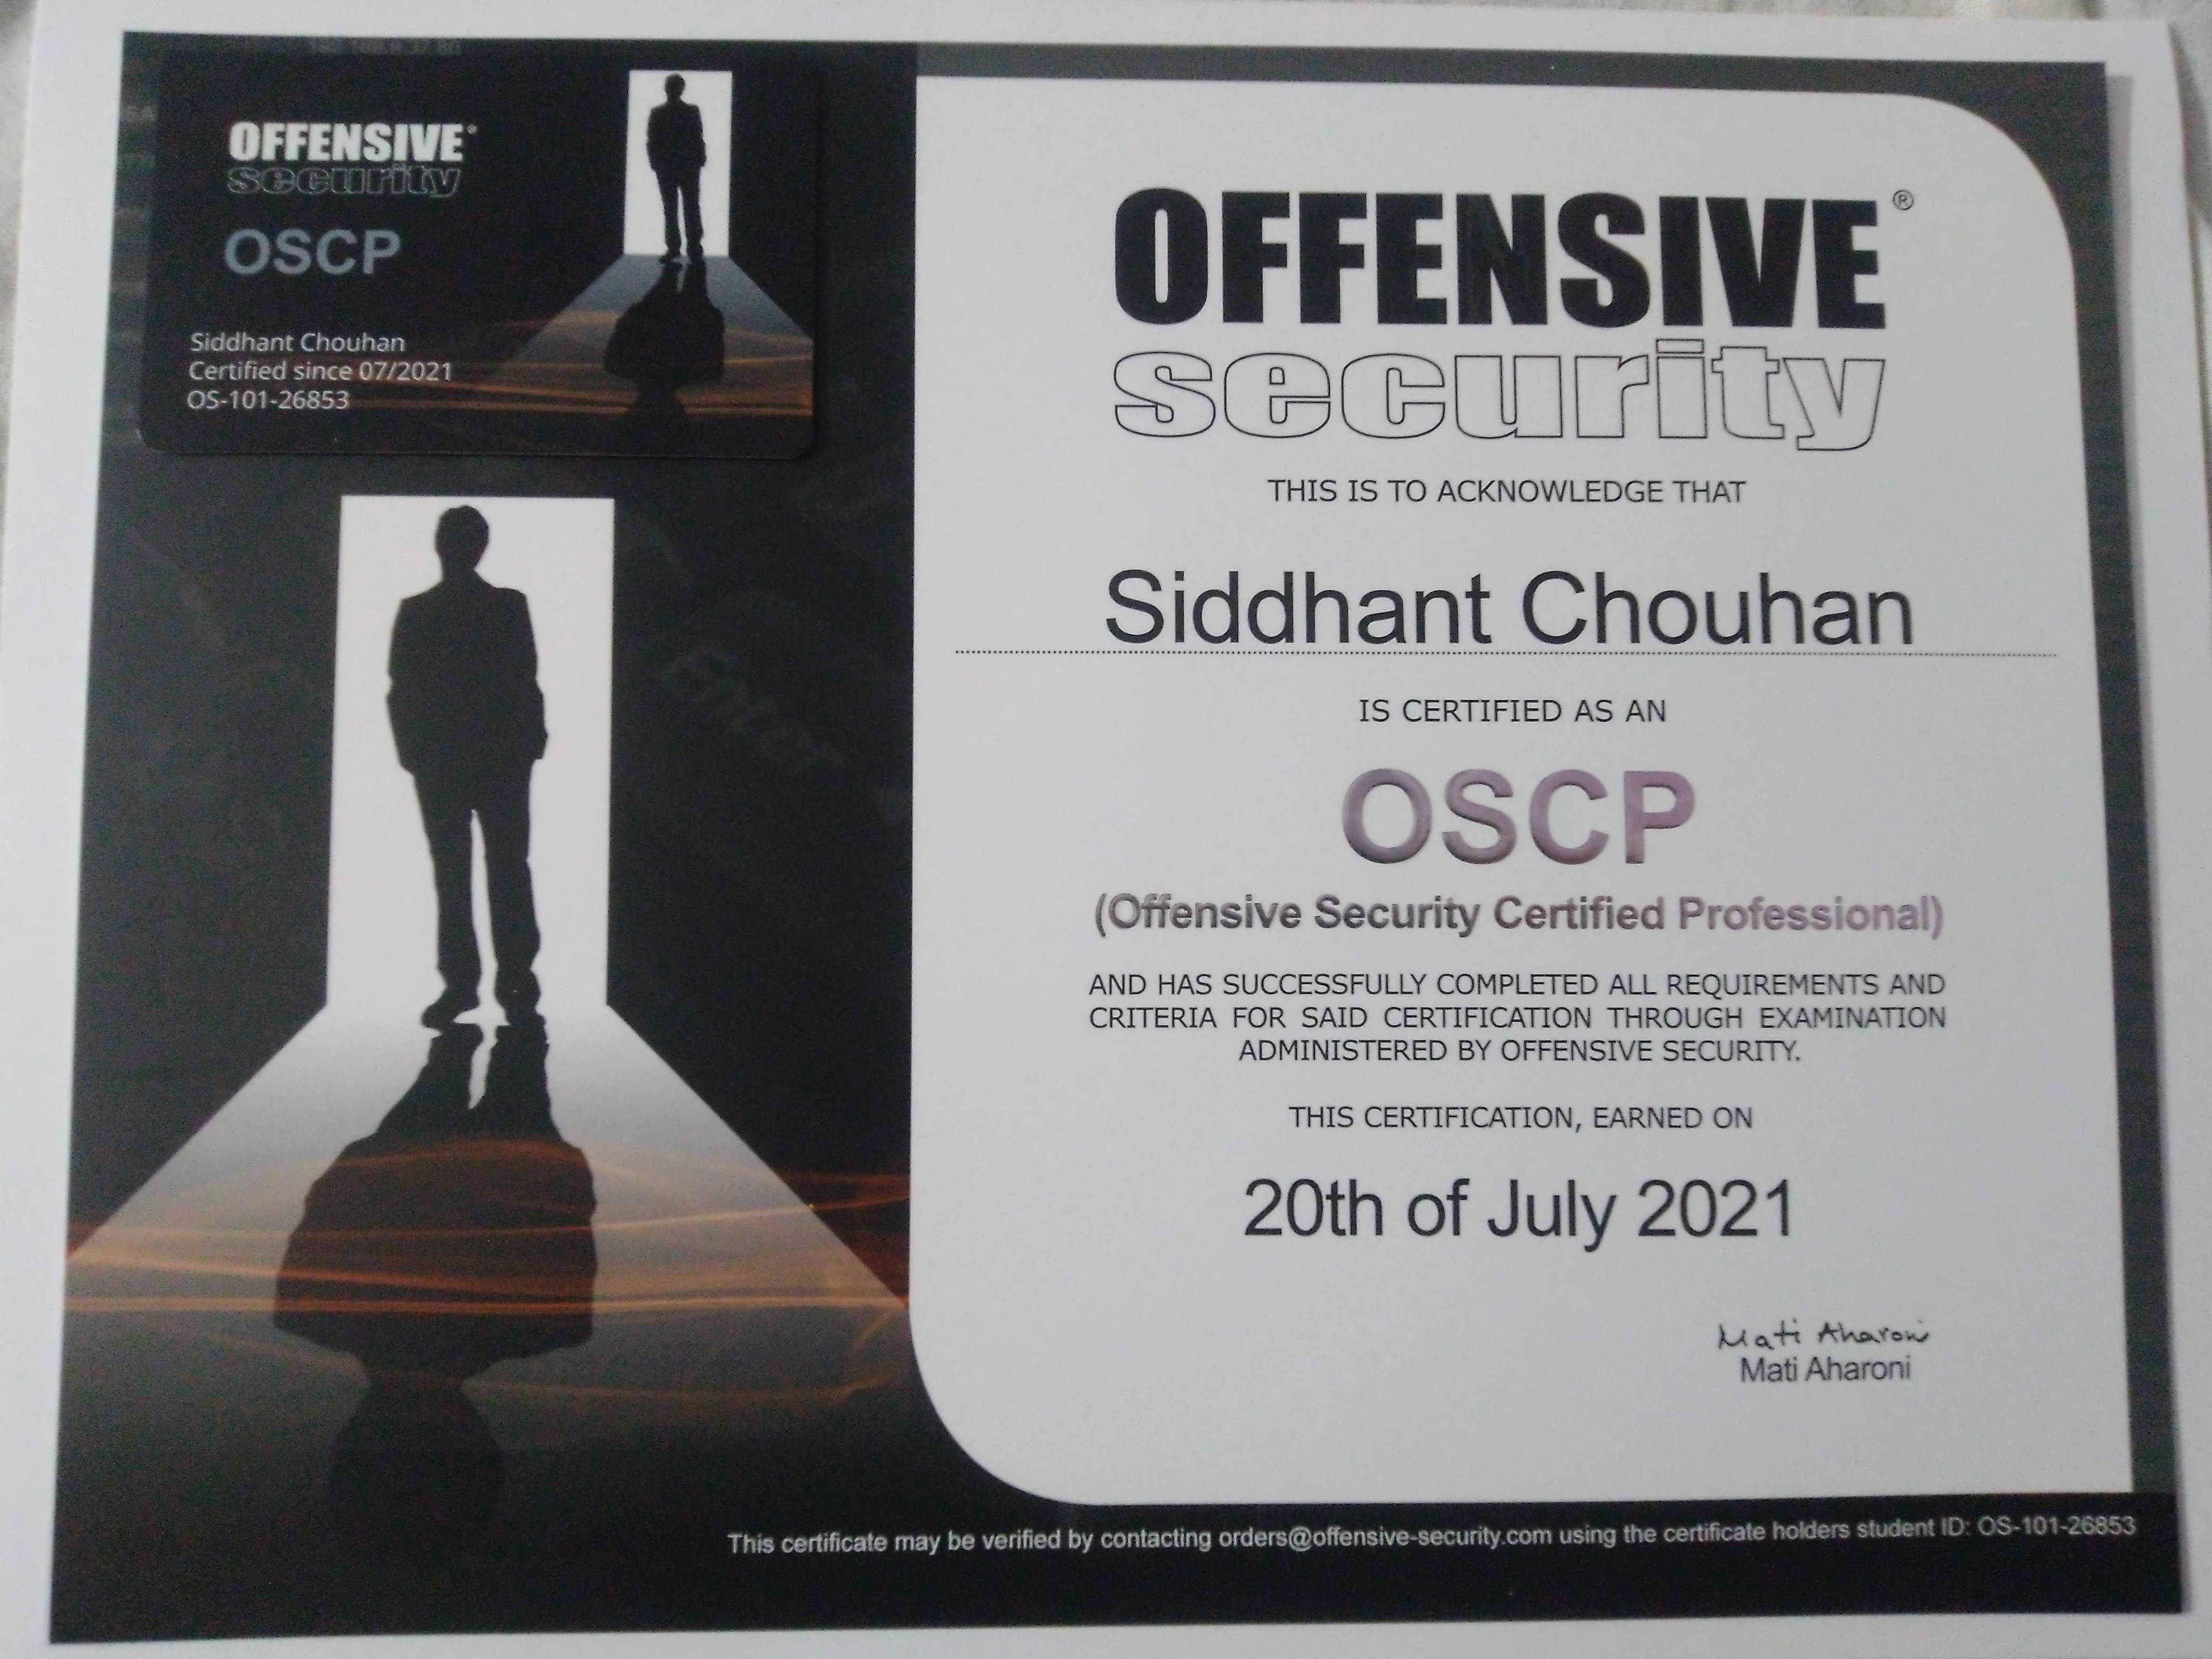 OFFENSIVE®
security
OSCP
Siddhant Chouhan
Certified since 07/2021
OS-101-26853
OFFENSIVE®
security
THIS IS TO ACKNOWLEDGE THAT
Siddhant Chouhan
IS CERTIFIED AS AN
OSCP
(Offensive Security Certified Professional)
AND HAS SUCCESSFULLY COMPLETED ALL REQUIREMENTS AND
CRITERIA FOR SAID CERTIFICATION THROUGH EXAMINATION
ADMINISTERED BY OFFENSIVE SECURITY.
THIS CERTIFICATION, EARNED ON
20th of July 2021
Mati Aharoni
Mati Aharoni
This certificate may be verified by contacting orders@offensive-security.com using the certificate holders student ID: OS-101-26853